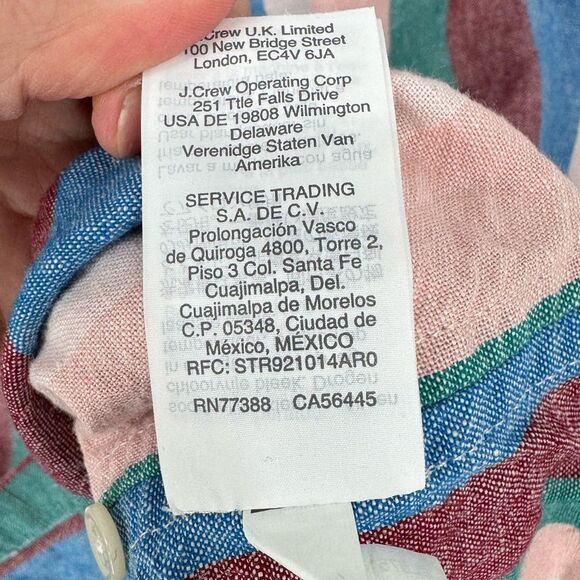 J.Crew U.K. Limited
100 New Bridge Street
London, EC4V 6JA
J.Crew Operating Corp
251 Ttle Falls Drive
USA DE 19808 Wilmington
Delaware
Verenidge Staten Van
Amerika
SERVICE TRADING
S.A. DE C.V.
Prolongación Vasco
de Quiroga 4800, Torre 2,
Piso 3 Col. Santa Fe
Cuajimalpa, Del.
Cuajimalpa de Morelos
C.P. 05348, Ciudad de
México, MÉXICO
RFC: STR921014AR0
RN77388 CA56445